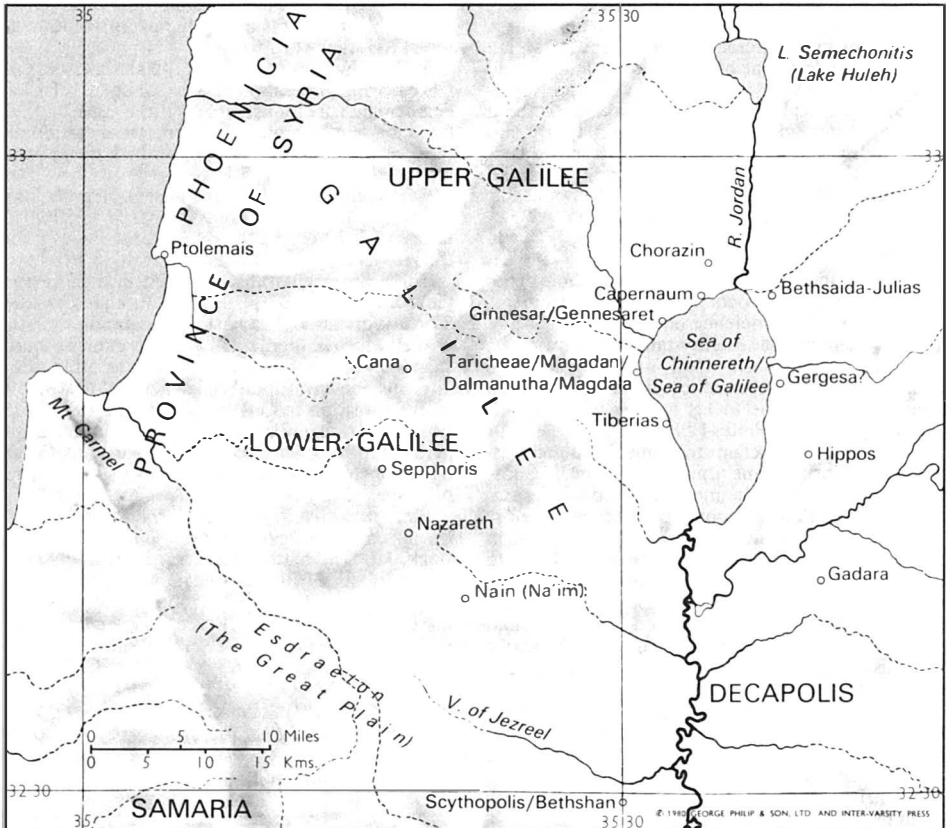 35
35 30
PHOENICIA
PROVINCE OF SYRIA
L. Semechonitis
(Lake Huleh)
33
33
UPPER GALILEE
GALILEE
R. Jordan
Ptolemais
Chorazin
Capernaum
Bethsaida-Julias
Ginnesar/Gennesaret
Cana
Taricheae/Magadan/
Dalmanutha/Magdala
Sea of
Chinnereth/
Sea of Galilee
Gergesa?
Mt Carmel
Tiberias
LOWER GALILEE
Sepphoris
Hippos
Nazareth
Gadara
Nain (Na'im)
Esdraelon
(The Great Plain)
V. of Jezreel
DECAPOLIS
0 5 10 Miles
0 5 10 15 Kms.
32 30
32 30
SAMARIA
Scythopolis/Bethshan
© 1980 GEORGE PHILIP & SON, LTD AND INTER-VARSITY PRESS
35
35 30